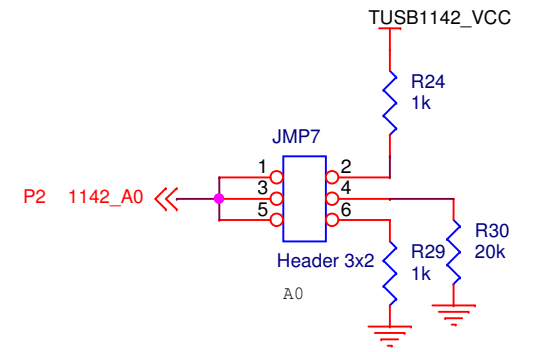 TUSB1142_VCC
R24
1k
JMP7
1 2
3 4
5 6
P2 1142_A0
R30
20k
R29
1k
Header 3x2
A0